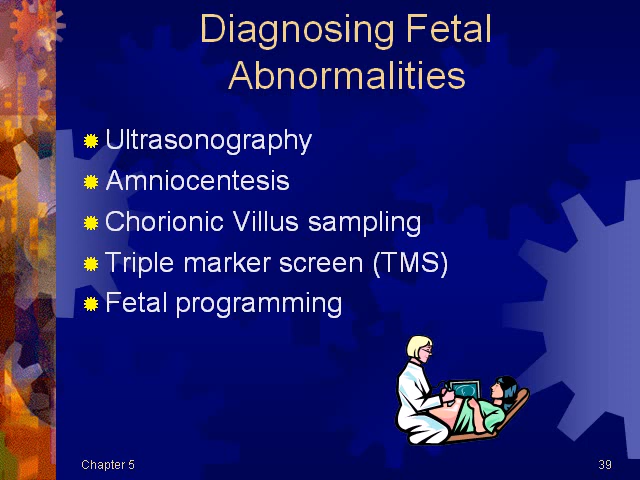 Diagnosing Fetal
Abnormalities
Ultrasonography
Amniocentesis
Chorionic Villus sampling
Triple marker screen (TMS)
Fetal programming
Chapter 5
39